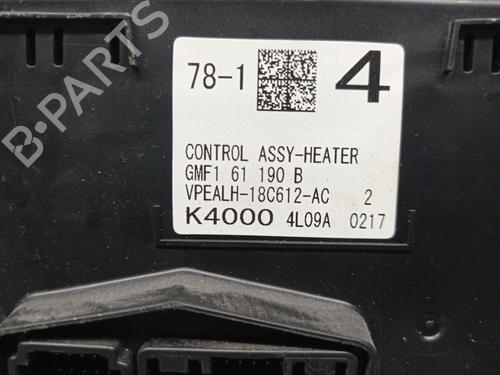 B-PARTS
78-1 4
CONTROL ASSY-HEATER
GMF1 61 190 B
VPEALH-18C612-AC 2
K4000 4L09A 0217